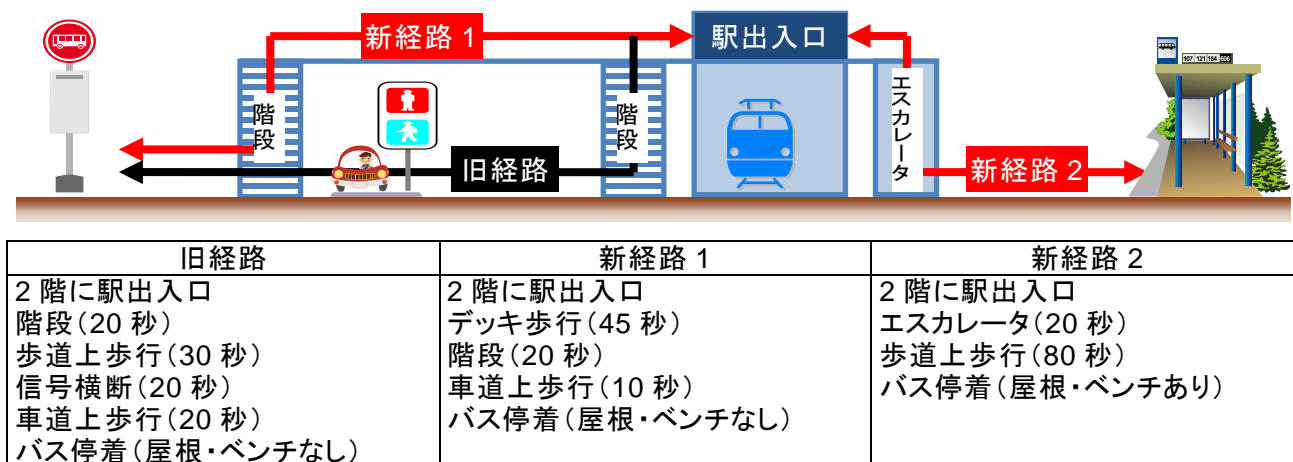 新経路 1
駅出入口
107 121 154 506
階段
階段
エスカレータ
旧経路
新経路 2
旧経路
新経路 1
新経路 2
2 階に駅出入口
階段(20 秒)
歩道上歩行(30 秒)
信号横断(20 秒)
車道上歩行(20 秒)
バス停着(屋根・ベンチなし)
2 階に駅出入口
デッキ歩行(45 秒)
階段(20 秒)
車道上歩行(10 秒)
バス停着(屋根・ベンチなし)
2 階に駅出入口
エスカレータ(20 秒)
歩道上歩行(80 秒)
バス停着(屋根・ベンチあり)